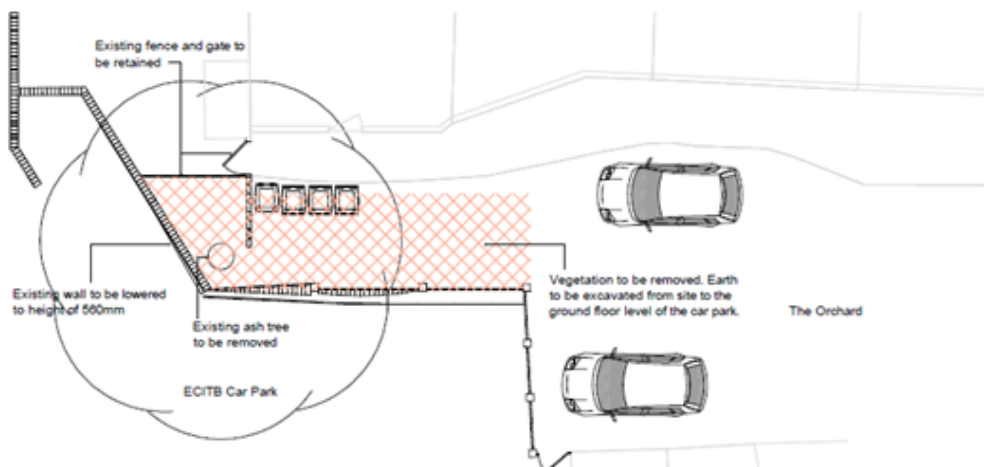 Existing fence and gate to
be retained
Existing wall to be lowered
to height of 560mm
Existing ash tree
to be removed
ECITB Car Park
Vegetation to be removed. Earth
to be excavated from site to the
ground floor level of the car park.
The Orchard